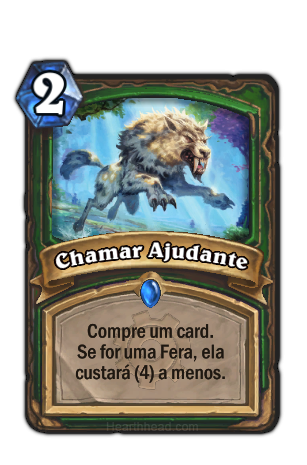 2
Chamar Ajudante
Compre um card.
Se for uma Fera, ela
custará (4) a menos.
Hearthhead.com